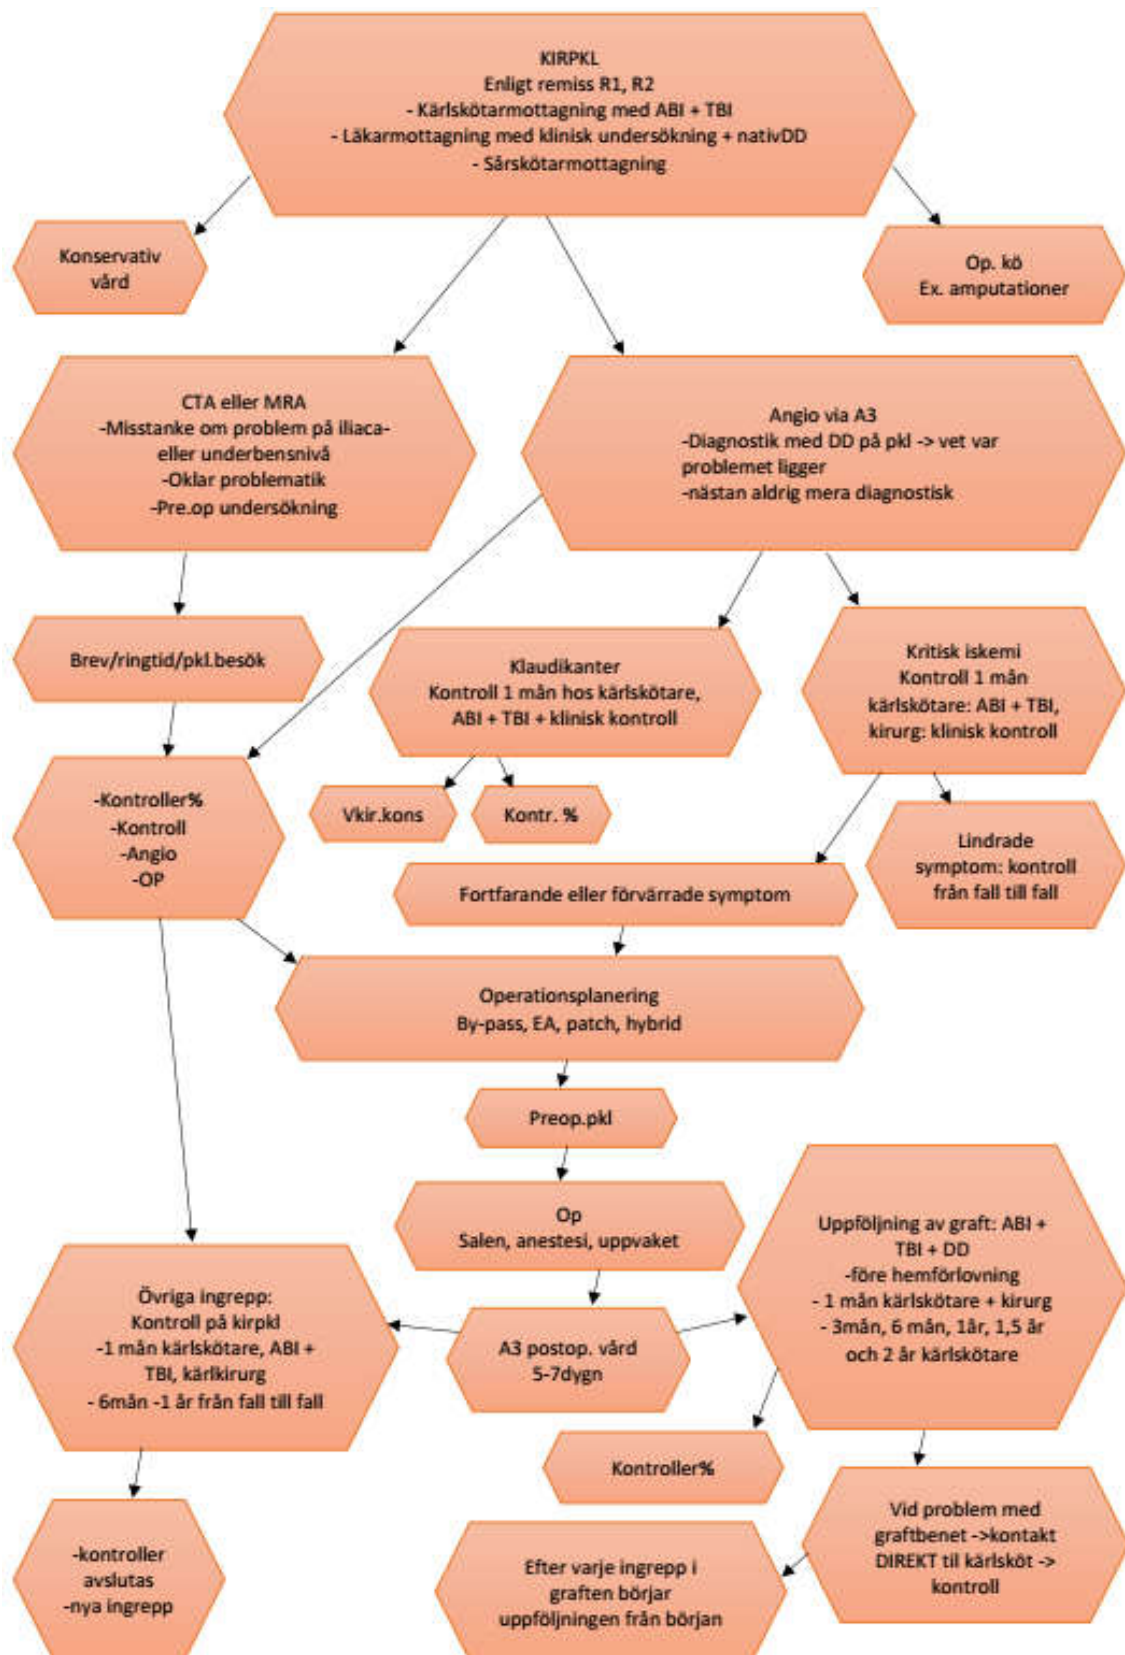 KIRPKL
Enligt remiss R1, R2
- Kärlskötarmottagning med ABI + TBI
- Läkarmottagning med klinisk undersökning + nativDD
- Sårskötarmottagning
Konservativ
vård
Op. kö
Ex. amputationer
CTA eller MRA
-Misstanke om problem på iliaca-
eller underbensnivå
-Oklar problematik
-Pre.op undersökning
Angio via A3
-Diagnostik med DD på pkl -> vet var
problemet ligger
-nästan aldrig mera diagnostisk
Brev/ringtid/pkl.besök
Klaudikanter
Kontroll 1 mån hos kärlskötare,
ABI + TBI + klinisk kontroll
Kritisk iskemi
Kontroll 1 mån
kärlskötare: ABI + TBI,
kirurg: klinisk kontroll
-Kontroller%
-Kontroll
-Angio
-OP
Vkir.kons
Kontr. %
Lindrade
symptom: kontroll
från fall till fall
Fortfarande eller förvärrade symptom
Operationsplanering
By-pass, EA, patch, hybrid
Preop.pkl
Op
Salen, anestesi, uppvaket
Uppföljning av graft: ABI +
TBI + DD
-före hemförlovning
- 1 mån kärlskötare + kirurg
- 3mån, 6 mån, 1år, 1,5 år
och 2 år kärlskötare
Övriga ingrepp:
Kontroll på kirpkl
-1 mån kärlskötare, ABI +
TBI, kärlkirurg
- 6mån -1 år från fall till fall
A3 postop. vård
5-7dygn
Kontroller%
Vid problem med
graftbenet ->kontakt
DIREKT til kärlsköt ->
kontroll
-kontroller
avslutas
-nya ingrepp
Efter varje ingrepp i
graften börjar
uppföljningen från början